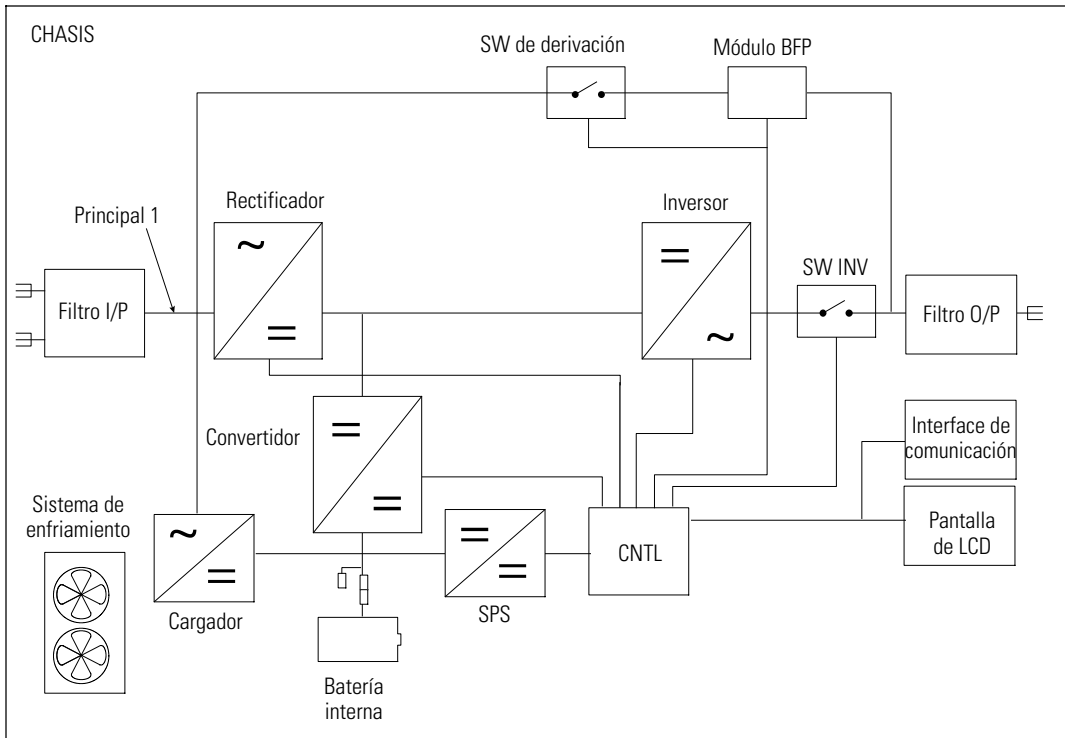 CHASIS
SW de derivación
Módulo BFP
Rectificador
Inversor
Principal 1
SW INV
Filtro I/P
Filtro O/P
Convertidor
Interface de
comunicación
Sistema de
enfriamiento
Pantalla
de LCD
CNTL
Cargador
SPS
Batería
interna